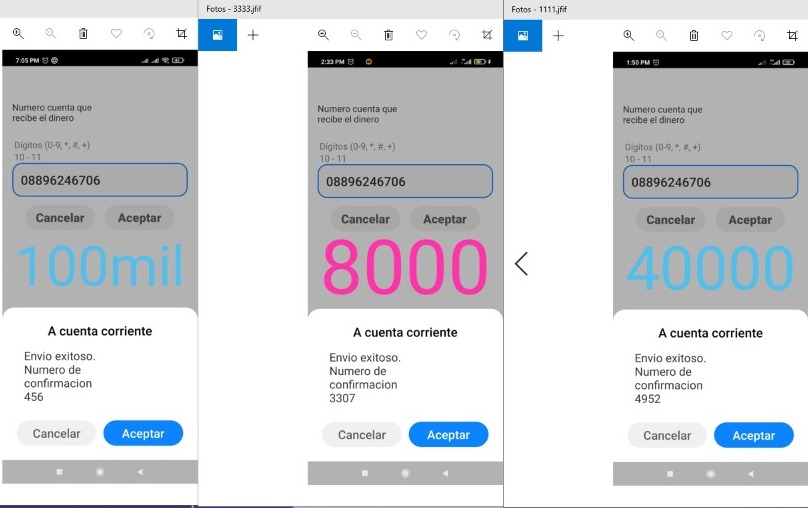 Fotos - 3333.jfif
Fotos - 1111.jfif
7:05 PM
Numero cuenta que
recibe el dinero
Dígitos (0-9, *, #, +)
10 - 11
08896246706
Cancelar Aceptar
100mil
A cuenta corriente
Envio exitoso.
Numero de
confirmacion
456
Cancelar Aceptar
2:33 PM
Numero cuenta que
recibe el dinero
Dígitos (0-9, *, #, +)
10 - 11
08896246706
Cancelar Aceptar
8000
A cuenta corriente
Envio exitoso.
Numero de
confirmacion
3307
Cancelar Aceptar
1:50 PM
Numero cuenta que
recibe el dinero
Dígitos (0-9, *, #, +)
10 - 11
08896246706
Cancelar Aceptar
40000
A cuenta corriente
Envio exitoso.
Numero de
confirmacion
4952
Cancelar Aceptar